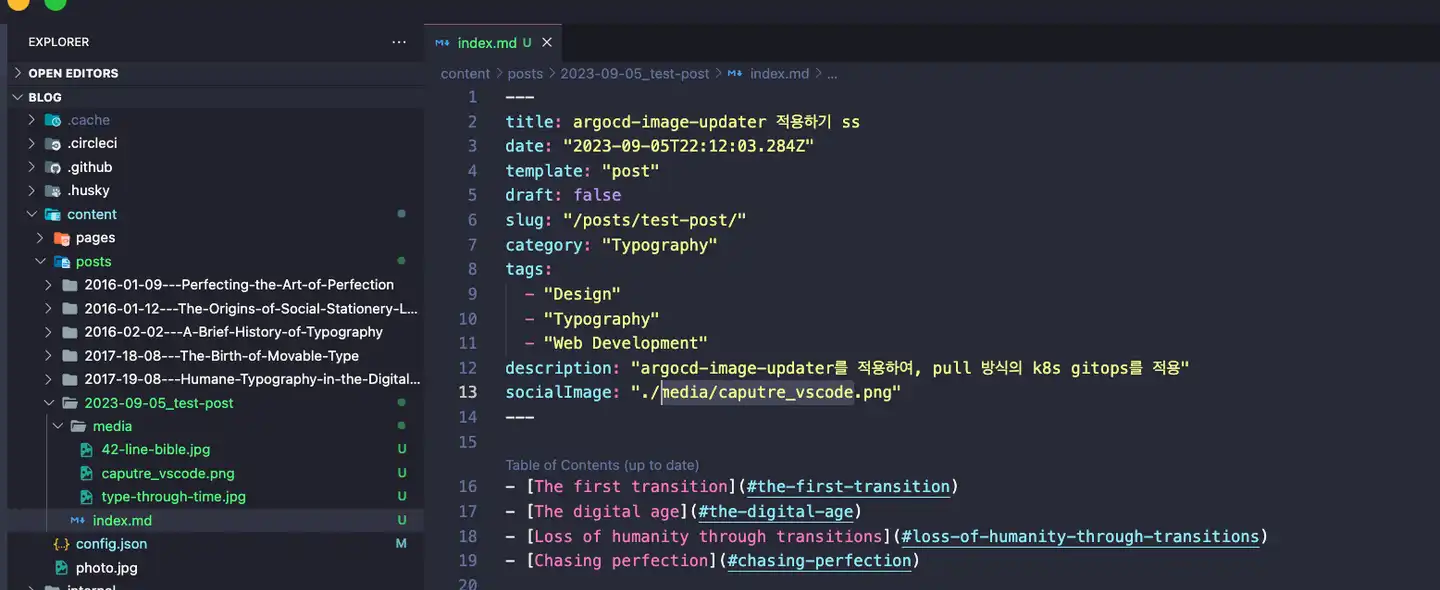 EXPLORER
···
OPEN EDITORS
BLOG
.cache
.circleci
.github
.husky
content
pages
posts
2016-01-09---Perfecting-the-Art-of-Perfection
2016-01-12---The-Origins-of-Social-Stationery-L...
2016-02-02---A-Brief-History-of-Typography
2017-18-08---The-Birth-of-Movable-Type
2017-19-08---Humane-Typography-in-the-Digital...
2023-09-05_test-post
media
42-line-bible.jpg U
caputre_vscode.png U
type-through-time.jpg U
index.md U
config.json M
photo.jpg
index.md U
content > posts > 2023-09-05_test-post > index.md > ...
1 ---
2 title: argocd-image-updater 적용하기 ss
3 date: "2023-09-05T22:12:03.284Z"
4 template: "post"
5 draft: false
6 slug: "/posts/test-post/"
7 category: "Typography"
8 tags:
9 - "Design"
10 - "Typography"
11 - "Web Development"
12 description: "argocd-image-updater를 적용하여, pull 방식의 k8s gitops를 적용"
13 socialImage: "./media/caputre_vscode.png"
14 ---
15
Table of Contents (up to date)
16 - [The first transition](#the-first-transition)
17 - [The digital age](#the-digital-age)
18 - [Loss of humanity through transitions](#loss-of-humanity-through-transitions)
19 - [Chasing perfection](#chasing-perfection)
20